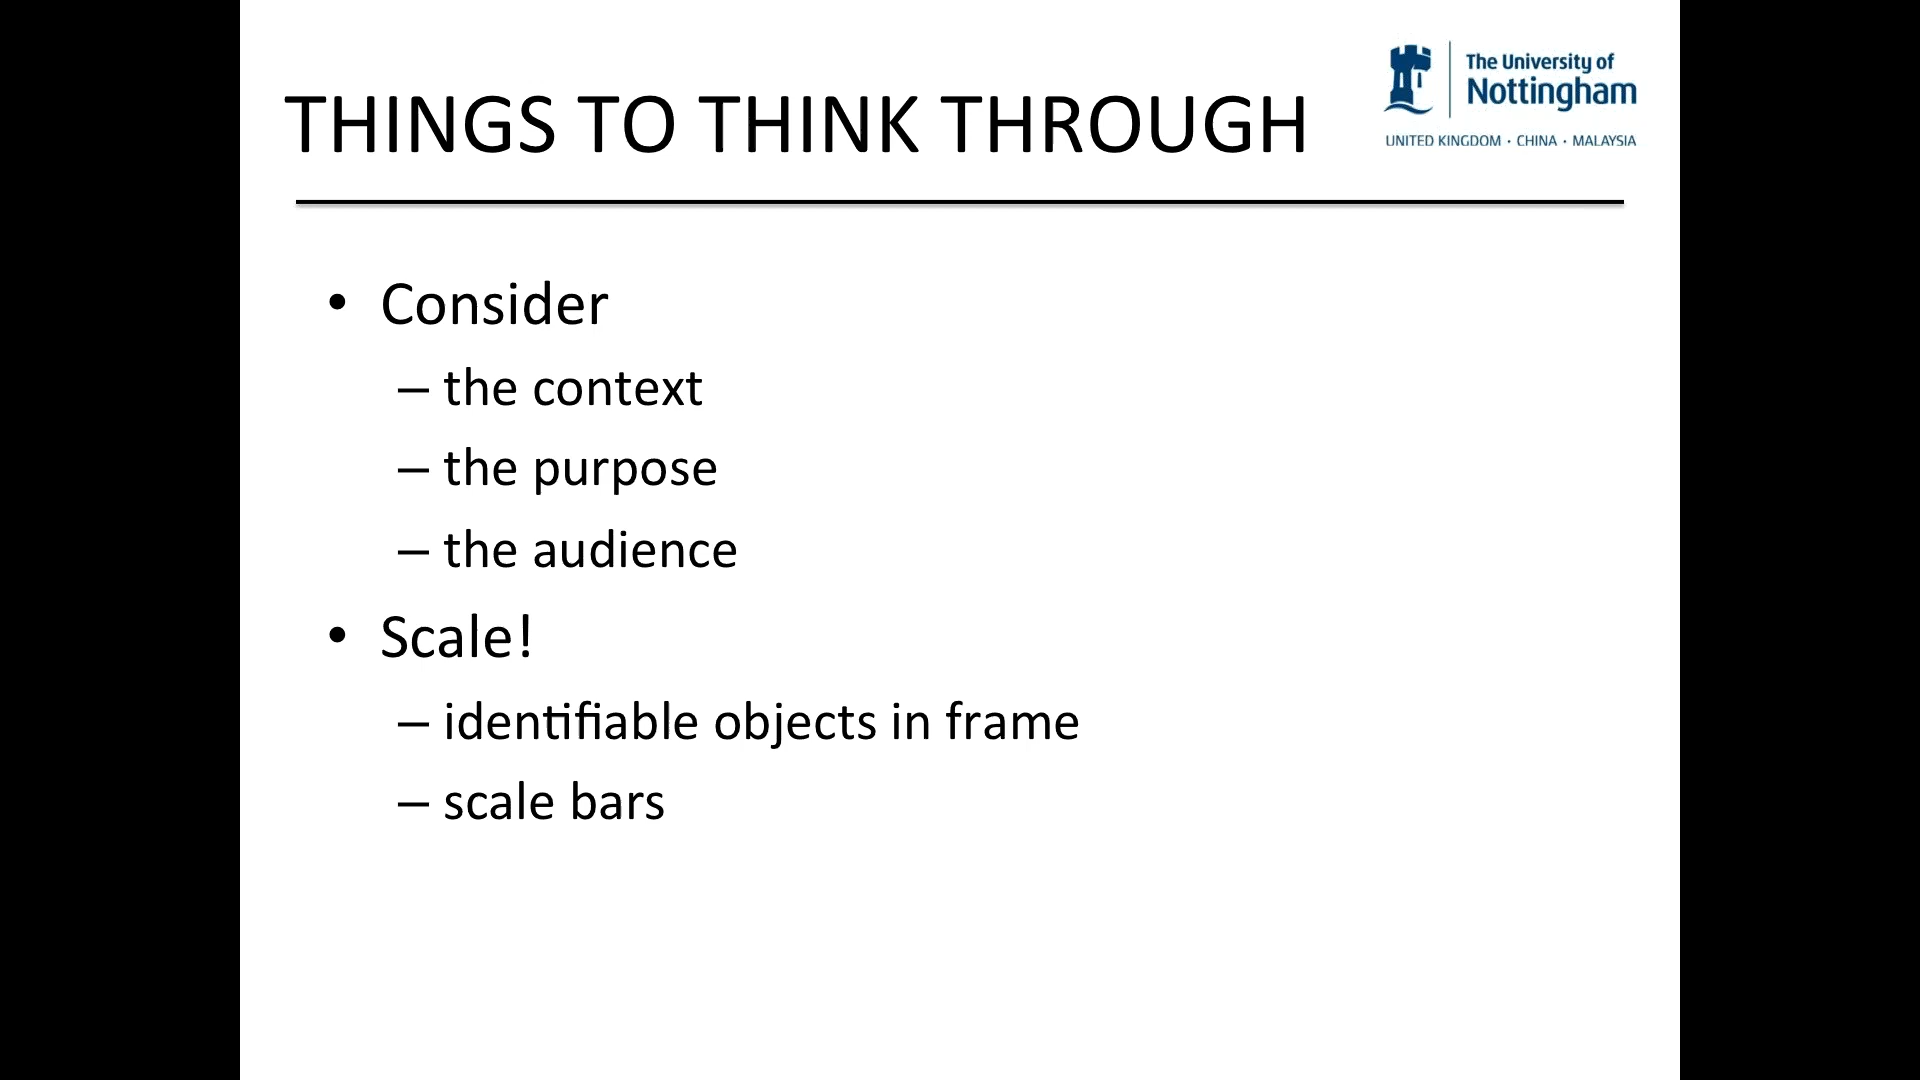 THINGS TO THINK THROUGH
The University of
Nottingham
UNITED KINGDOM · CHINA · MALAYSIA
• Consider
– the context
– the purpose
– the audience
• Scale!
– identifiable objects in frame
– scale bars